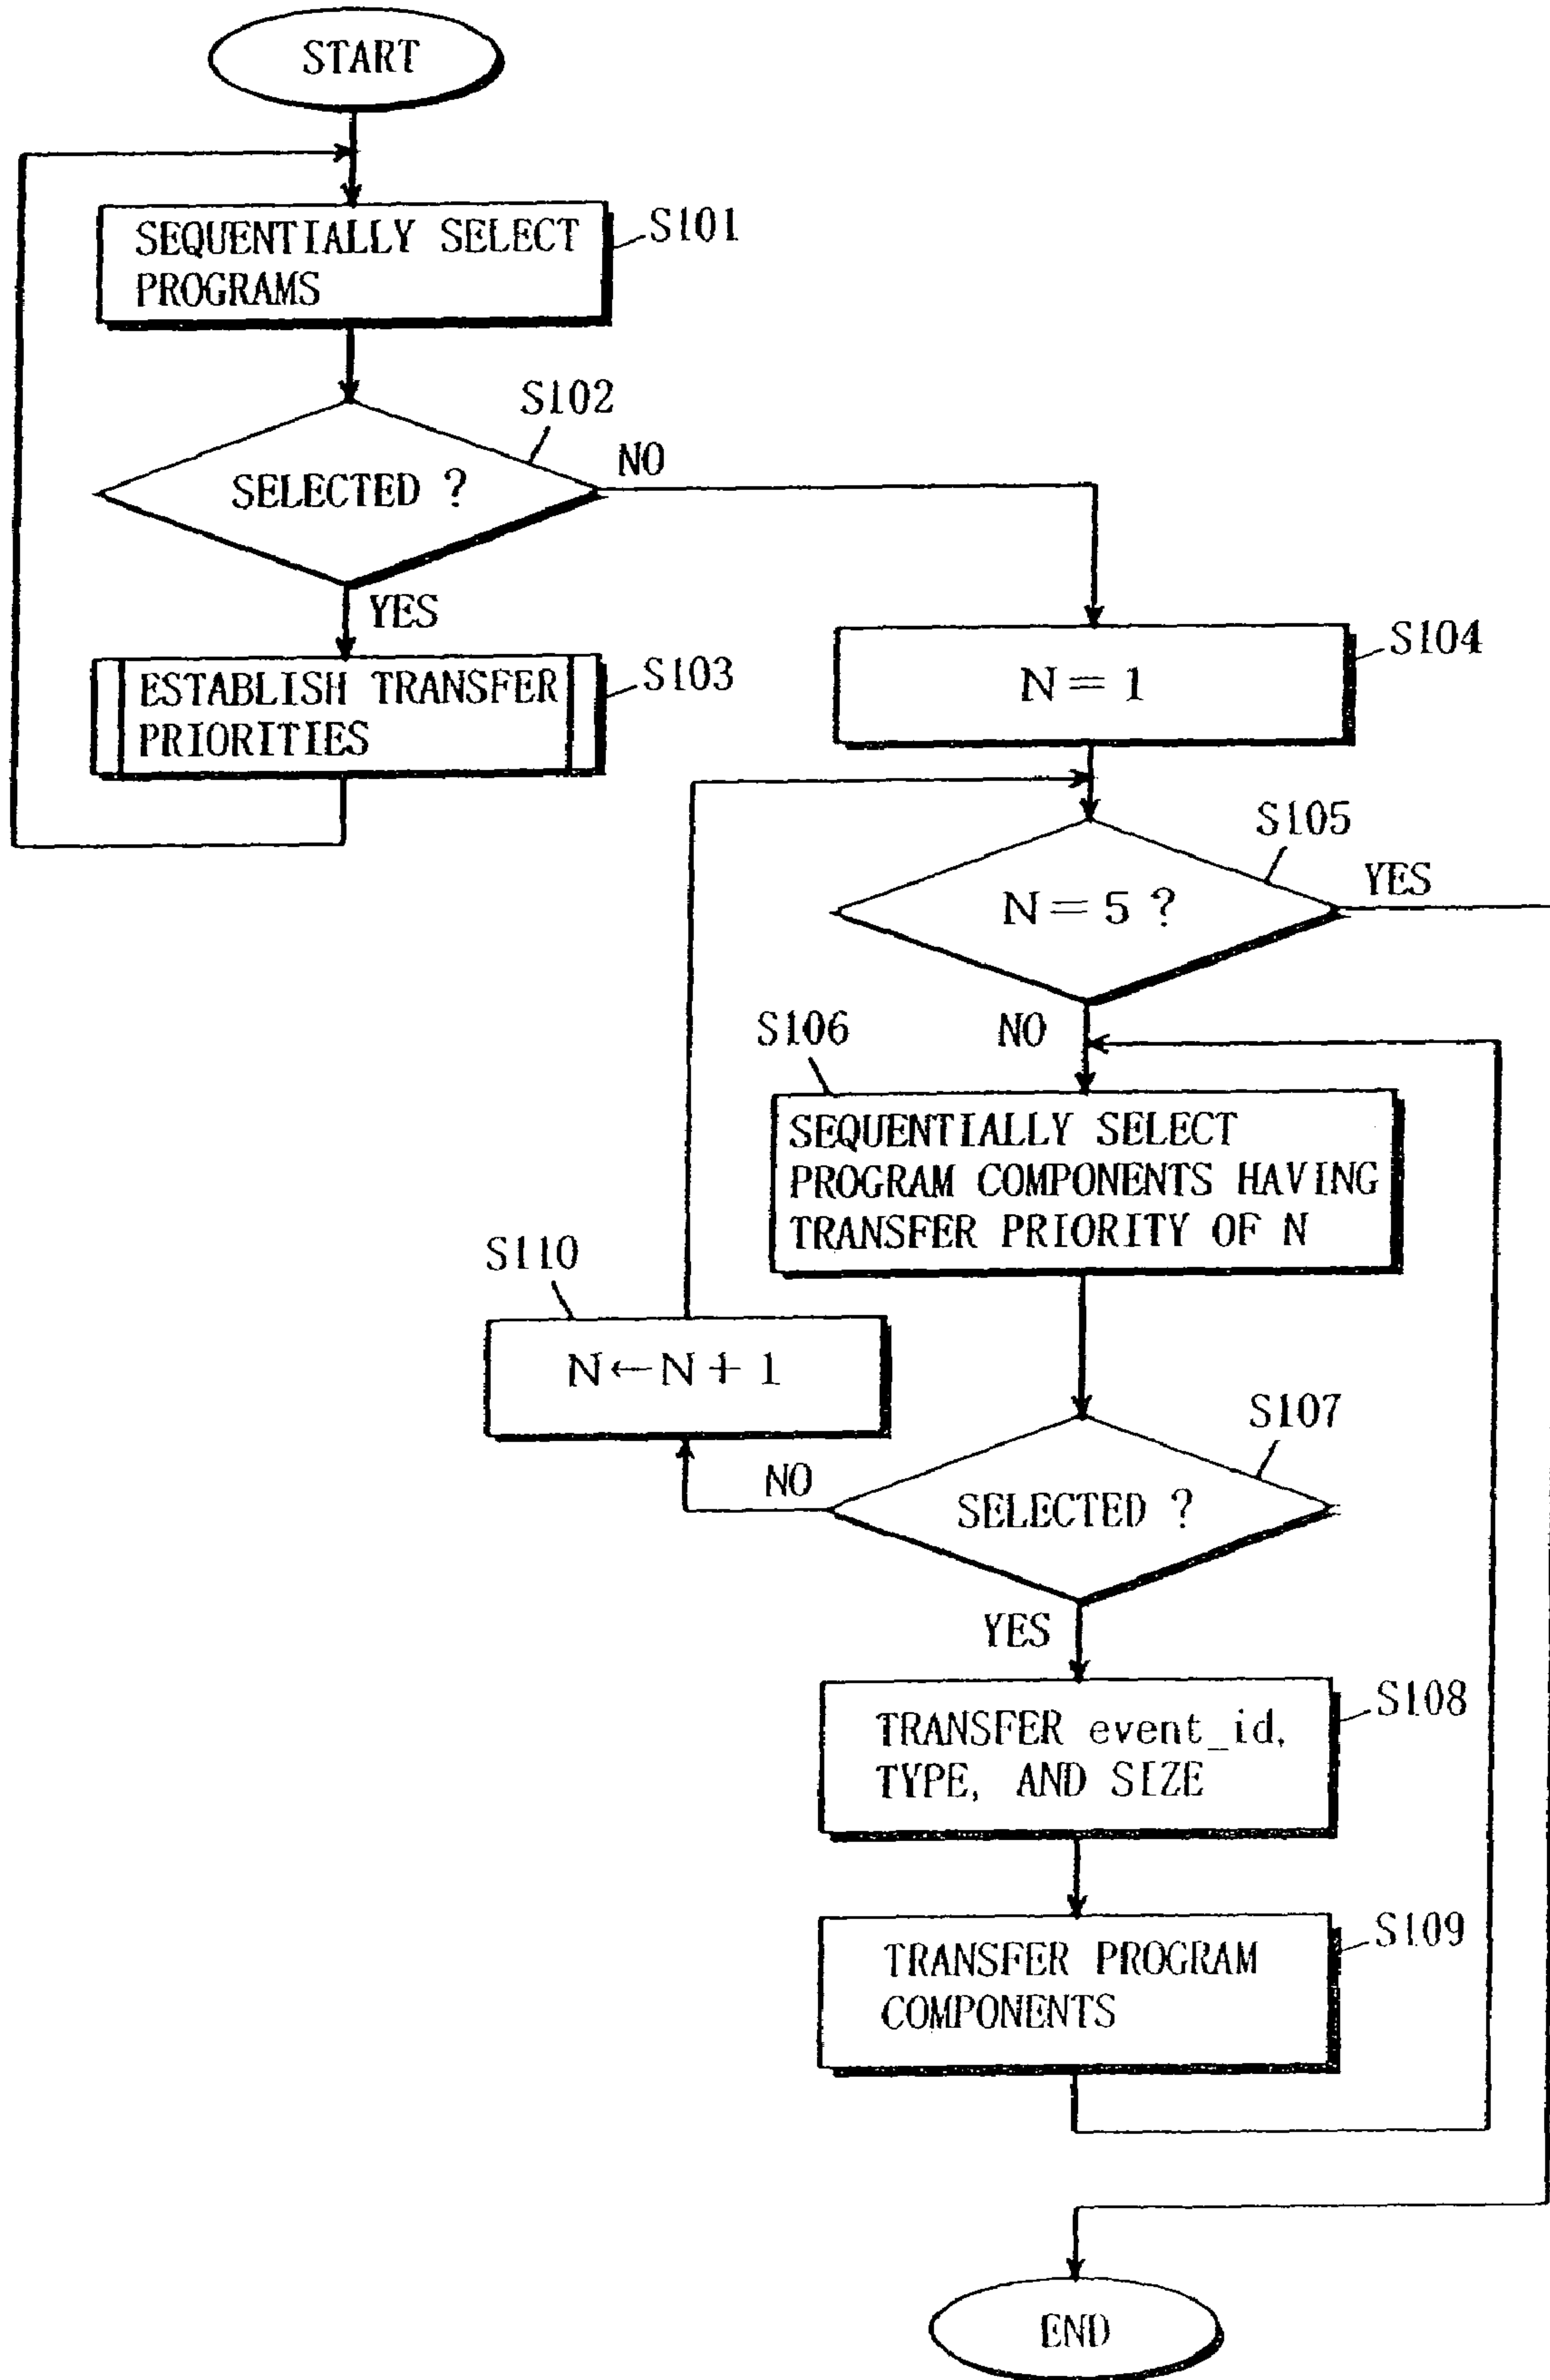 START
SEQUENTIALLY SELECT
PROGRAMS
S101
S102
SELECTED ?
NO
YES
ESTABLISH TRANSFER
PRIORITIES
S103
N = 1
S104
S105
N = 5 ?
YES
NO
S106
SEQUENTIALLY SELECT
PROGRAM COMPONENTS HAVING
TRANSFER PRIORITY OF N
S110
N ← N + 1
S107
SELECTED ?
NO
YES
TRANSFER event_id,
TYPE, AND SIZE
S108
TRANSFER PROGRAM
COMPONENTS
S109
END